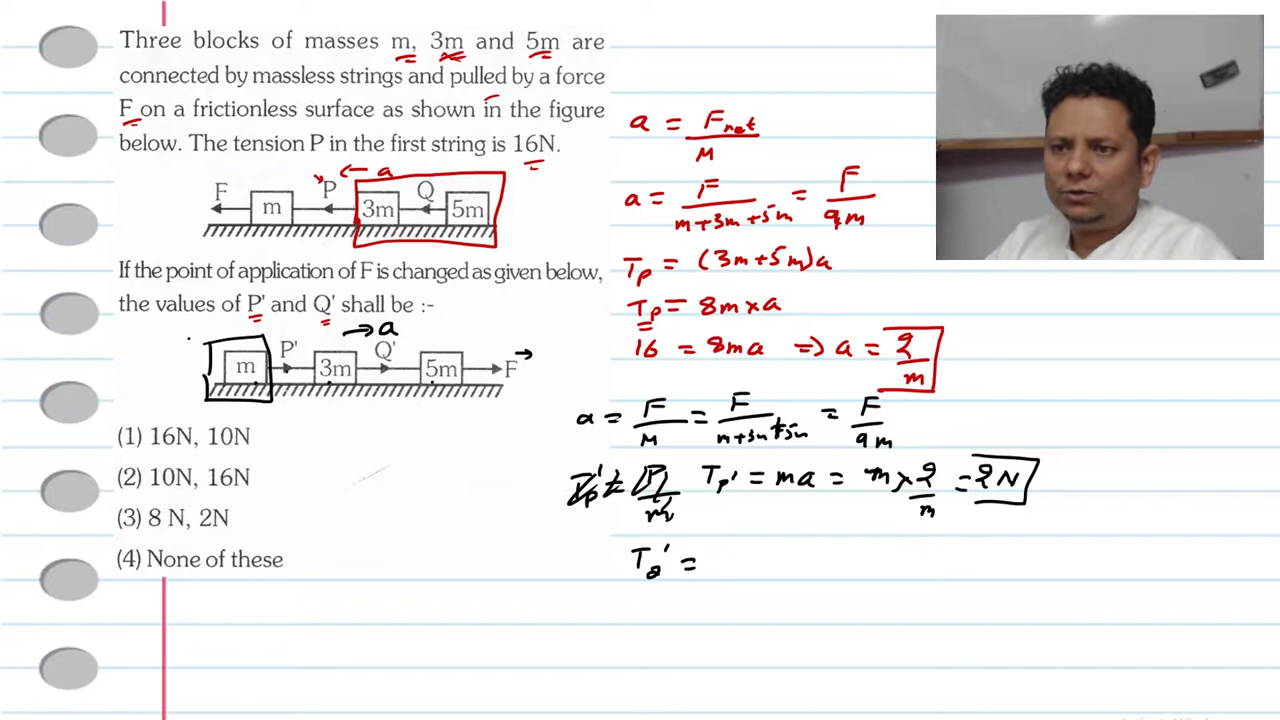 Three blocks of masses m, 3m and 5m are
connected by massless strings and pulled by a force
F on a frictionless surface as shown in the figure
below. The tension P in the first string is 16N.
← a
F m P 3m Q 5m
If the point of application of F is changed as given below,
the values of P' and Q' shall be :-
→ a
m P' 3m Q' 5m F
(1) 16N, 10N
(2) 10N, 16N
(3) 8 N, 2N
(4) None of these
a = Fnet / M
a = F / m+3m+5m = F / 9m
Tp = (3m+5m)a
Tp = 8m×a
16 = 8ma ⇒ a = 2/m
a = F/M = F / m+3m+5m = F / 9m
Tp' = ma = m × 2/m = 2N
TQ' =